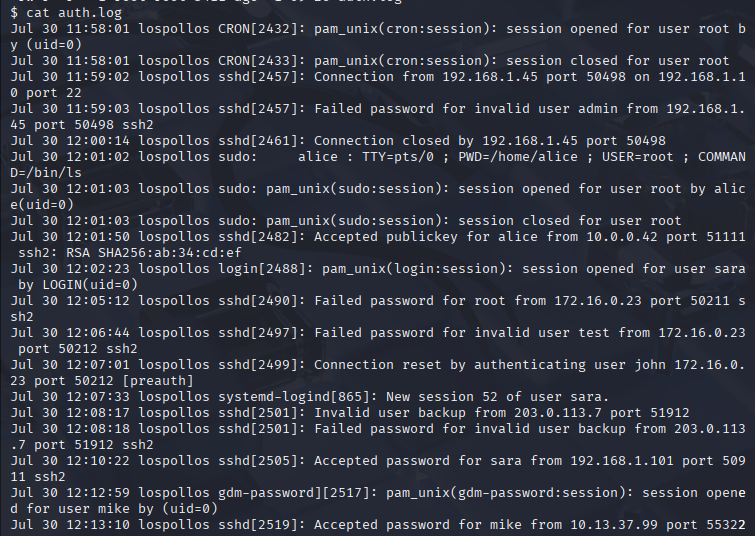 $ cat auth.log
Jul 30 11:58:01 lospollos CRON[2432]: pam_unix(cron:session): session opened for user root b
y (uid=0)
Jul 30 11:58:01 lospollos CRON[2433]: pam_unix(cron:session): session closed for user root
Jul 30 11:59:02 lospollos sshd[2457]: Connection from 192.168.1.45 port 50498 on 192.168.1.1
0 port 22
Jul 30 11:59:03 lospollos sshd[2457]: Failed password for invalid user admin from 192.168.1.
45 port 50498 ssh2
Jul 30 12:00:14 lospollos sshd[2461]: Connection closed by 192.168.1.45 port 50498
Jul 30 12:01:02 lospollos sudo:    alice : TTY=pts/0 ; PWD=/home/alice ; USER=root ; COMMAN
D=/bin/ls
Jul 30 12:01:03 lospollos sudo: pam_unix(sudo:session): session opened for user root by alic
e(uid=0)
Jul 30 12:01:03 lospollos sudo: pam_unix(sudo:session): session closed for user root
Jul 30 12:01:50 lospollos sshd[2482]: Accepted publickey for alice from 10.0.0.42 port 51111
 ssh2: RSA SHA256:ab:34:cd:ef
Jul 30 12:02:23 lospollos login[2488]: pam_unix(login:session): session opened for user sara
 by LOGIN(uid=0)
Jul 30 12:05:12 lospollos sshd[2490]: Failed password for root from 172.16.0.23 port 50211 s
sh2
Jul 30 12:06:44 lospollos sshd[2497]: Failed password for invalid user test from 172.16.0.23
 port 50212 ssh2
Jul 30 12:07:01 lospollos sshd[2499]: Connection reset by authenticating user john 172.16.0.
23 port 50212 [preauth]
Jul 30 12:07:33 lospollos systemd-logind[865]: New session 52 of user sara.
Jul 30 12:08:17 lospollos sshd[2501]: Invalid user backup from 203.0.113.7 port 51912
Jul 30 12:08:18 lospollos sshd[2501]: Failed password for invalid user backup from 203.0.113
.7 port 51912 ssh2
Jul 30 12:10:22 lospollos sshd[2505]: Accepted password for sara from 192.168.1.101 port 509
11 ssh2
Jul 30 12:12:59 lospollos gdm-password][2517]: pam_unix(gdm-password:session): session opene
d for user mike by (uid=0)
Jul 30 12:13:10 lospollos sshd[2519]: Accepted password for mike from 10.13.37.99 port 55322